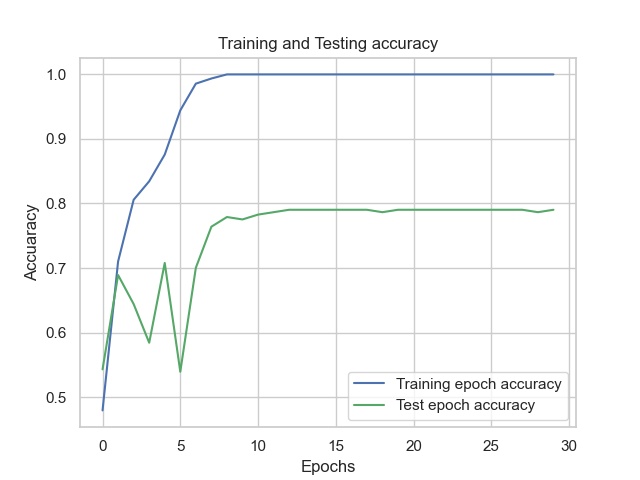 Training and Testing accuracy
Accuaracy
1.0
0.9
0.8
0.7
0.6
0.5
Training epoch accuracy
Test epoch accuracy
0 5 10 15 20 25 30
Epochs